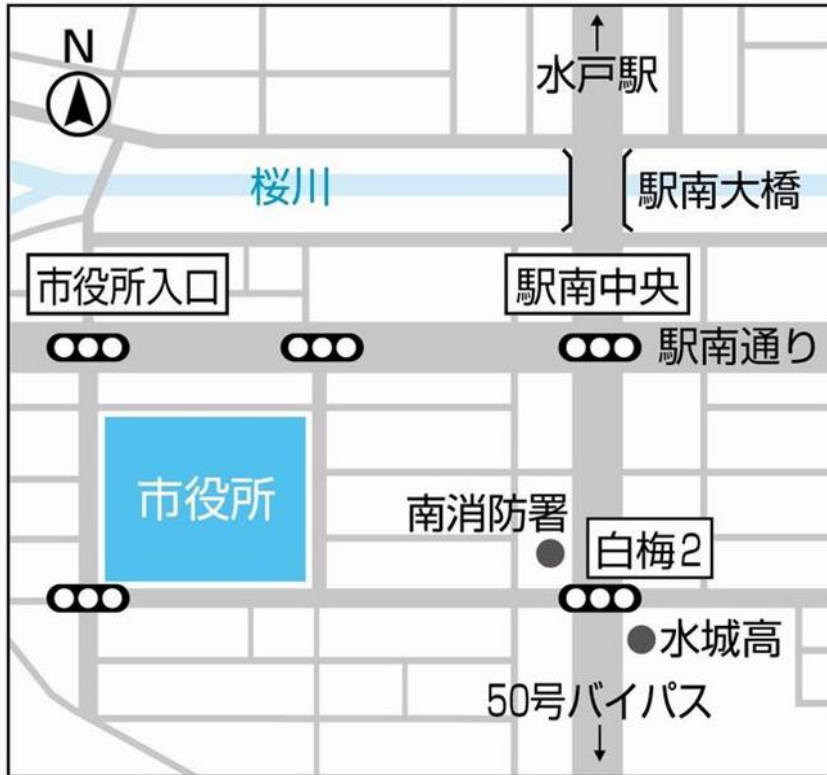 N
↑
水戸駅
桜川
駅南大橋
市役所入口
駅南中央
駅南通り
市役所
南消防署
白梅2
水城高
50号バイパス
↓